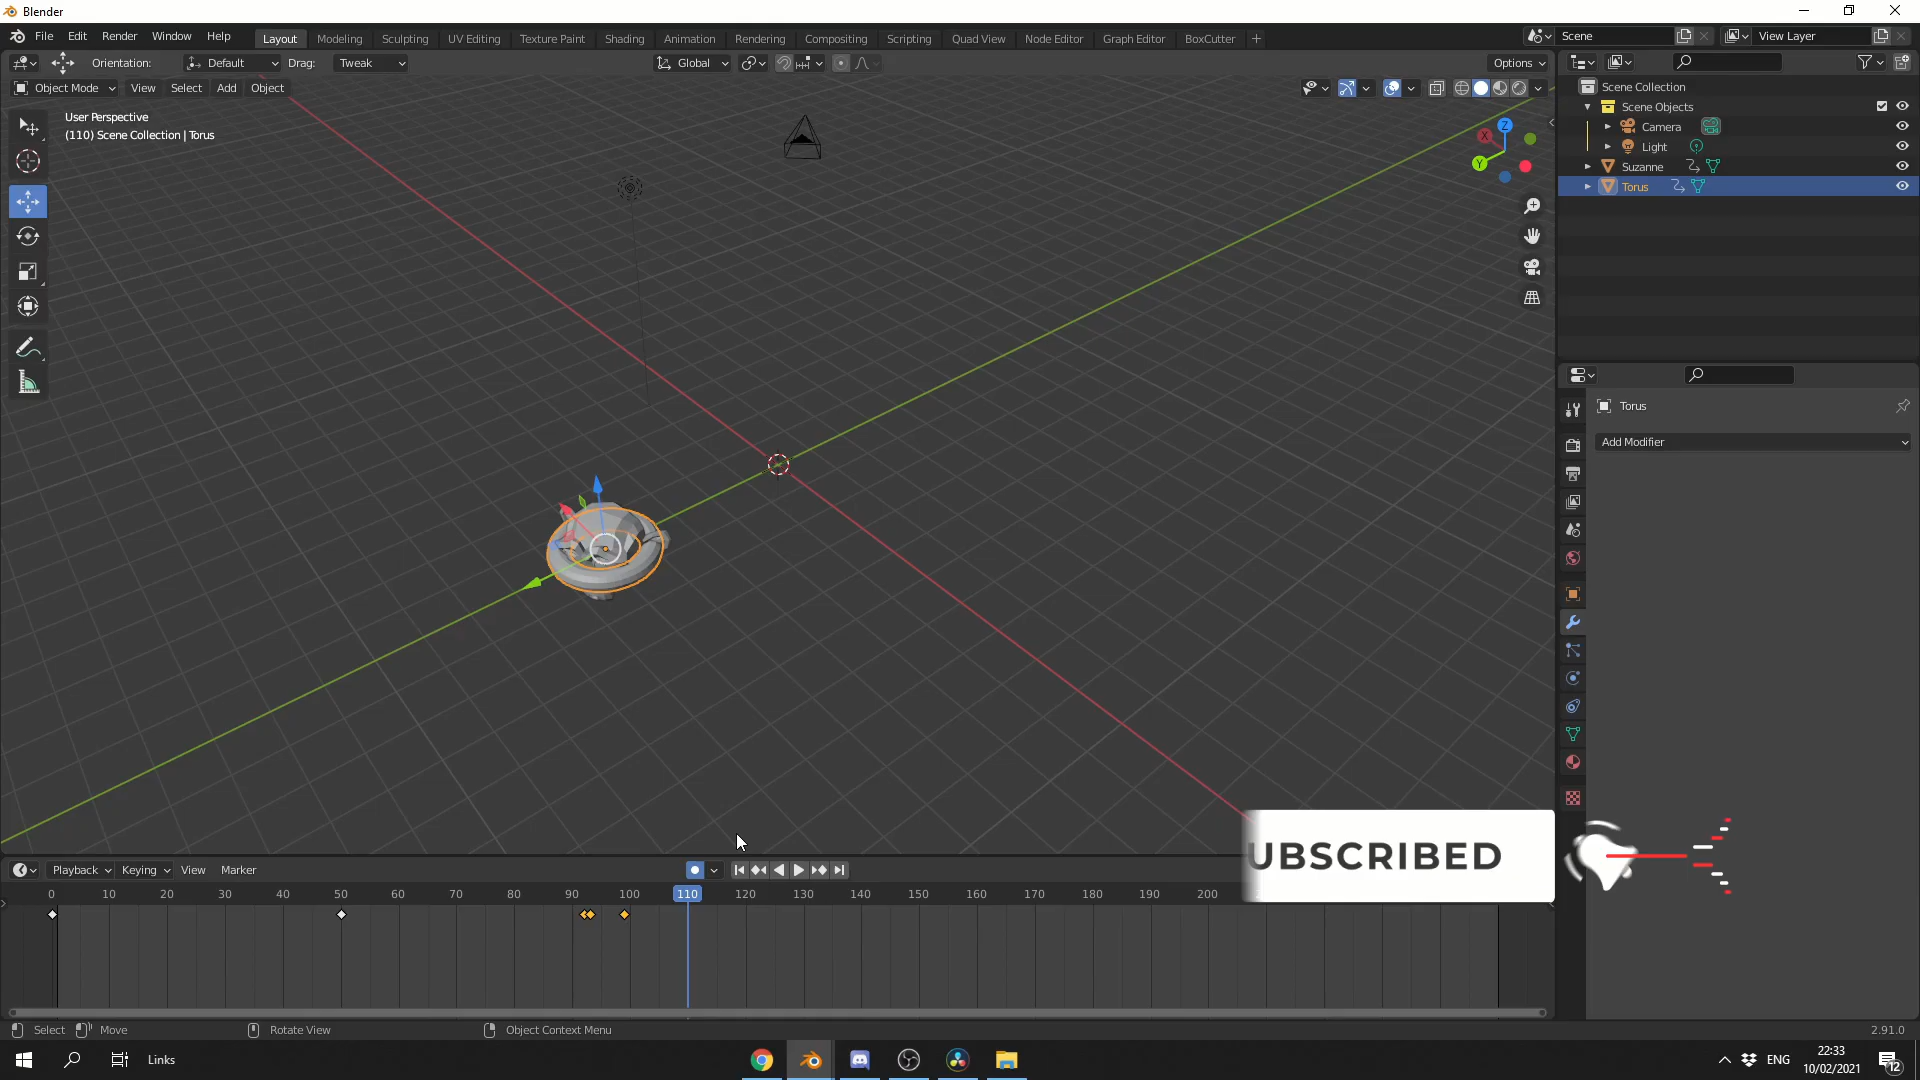 Blender
File Edit Render Window Help Layout Modeling Sculpting UV Editing Texture Paint Shading Animation Rendering Compositing Scripting Quad View Node Editor Graph Editor BoxCutter + Scene View Layer
Orientation: Default Drag: Tweak Global Options
Object Mode View Select Add Object
Scene Collection
Scene Objects
Camera
Light
Suzanne
Torus
User Perspective
(110) Scene Collection | Torus
Z
X
Y
Torus
Add Modifier
UBSCRIBED
Playback Keying View Marker
0 10 20 30 40 50 60 70 80 90 100 110 120 130 140 150 160 170 180 190 200
Select Move Rotate View Object Context Menu 2.91.0
Links
ENG
22:33
10/02/2021
12